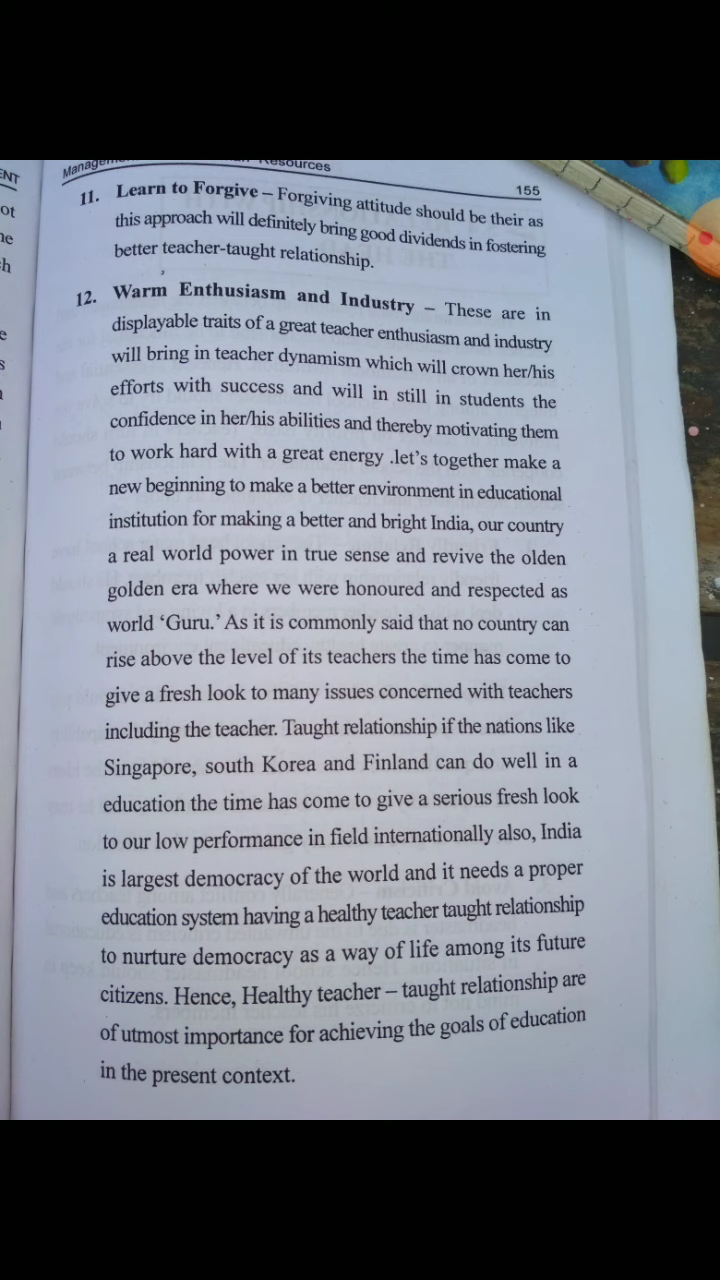 ENT
ot
ne
h
e
s
Resources
155
11. Learn to Forgive – Forgiving attitude should be their as
this approach will definitely bring good dividends in fostering
better teacher-taught relationship.
12. Warm Enthusiasm and Industry – These are in
displayable traits of a great teacher enthusiasm and industry
will bring in teacher dynamism which will crown her/his
efforts with success and will in still in students the
confidence in her/his abilities and thereby motivating them
to work hard with a great energy .let's together make a
new beginning to make a better environment in educational
institution for making a better and bright India, our country
a real world power in true sense and revive the olden
golden era where we were honoured and respected as
world 'Guru.' As it is commonly said that no country can
rise above the level of its teachers the time has come to
give a fresh look to many issues concerned with teachers
including the teacher. Taught relationship if the nations like
Singapore, south Korea and Finland can do well in a
education the time has come to give a serious fresh look
to our low performance in field internationally also, India
is largest democracy of the world and it needs a proper
education system having a healthy teacher taught relationship
to nurture democracy as a way of life among its future
citizens. Hence, Healthy teacher – taught relationship are
of utmost importance for achieving the goals of education
in the present context.